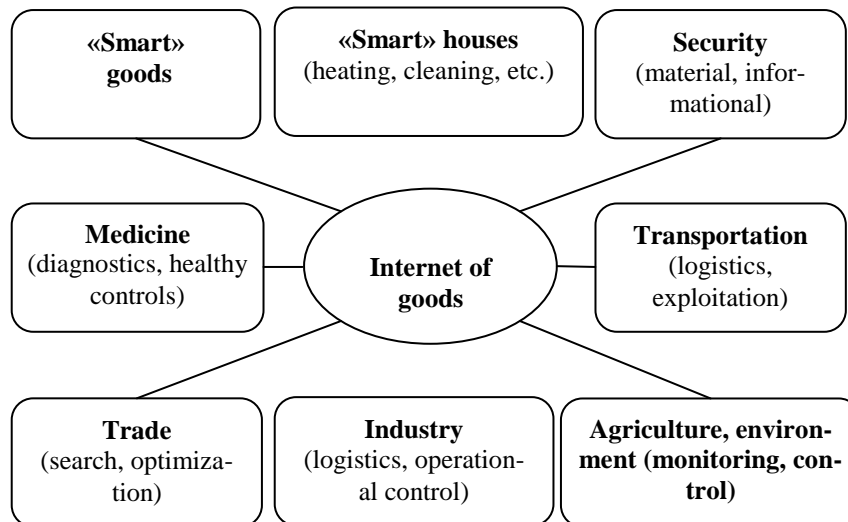 «Smart»
goods
«Smart» houses
(heating, cleaning, etc.)
Security
(material, infor-
mational)
Medicine
(diagnostics, healthy
controls)
Internet of
goods
Transportation
(logistics,
exploitation)
Trade
(search, optimiza-
tion)
Industry
(logistics, operation-
al control)
Agriculture, environ-
ment (monitoring, con-
trol)